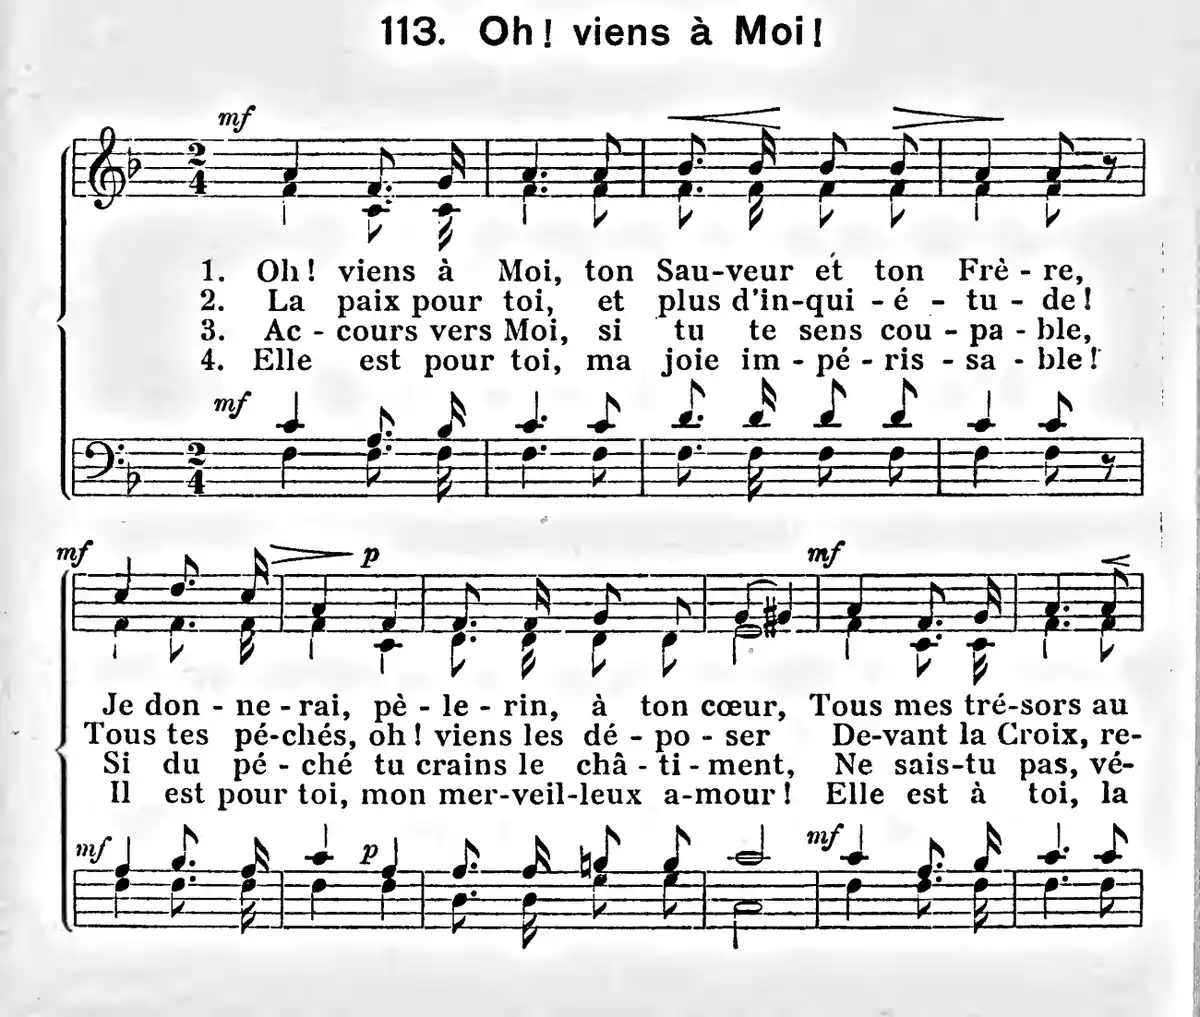 113. Oh! viens à Moi!
mf
2
4
1. Oh! viens à Moi, ton Sau-veur et ton Frè - re,
2. La paix pour toi, et plus d'in-qui - é - tu - de!
3. Ac - cours vers Moi, si tu te sens cou - pa - ble,
4. Elle est pour toi, ma joie im - pé - ris - sa - ble!
mf
2
4
mf p mf
Je don - ne - rai, pè - le - rin, à ton cœur, Tous mes tré-sors au
Tous tes pé-chés, oh! viens les dé - po - ser De-vant la Croix, re-
Si du pé - ché tu crains le châ - ti - ment, Ne sais-tu pas, vé-
Il est pour toi, mon mer-veil-leux a-mour! Elle est à toi, la
mf p mf